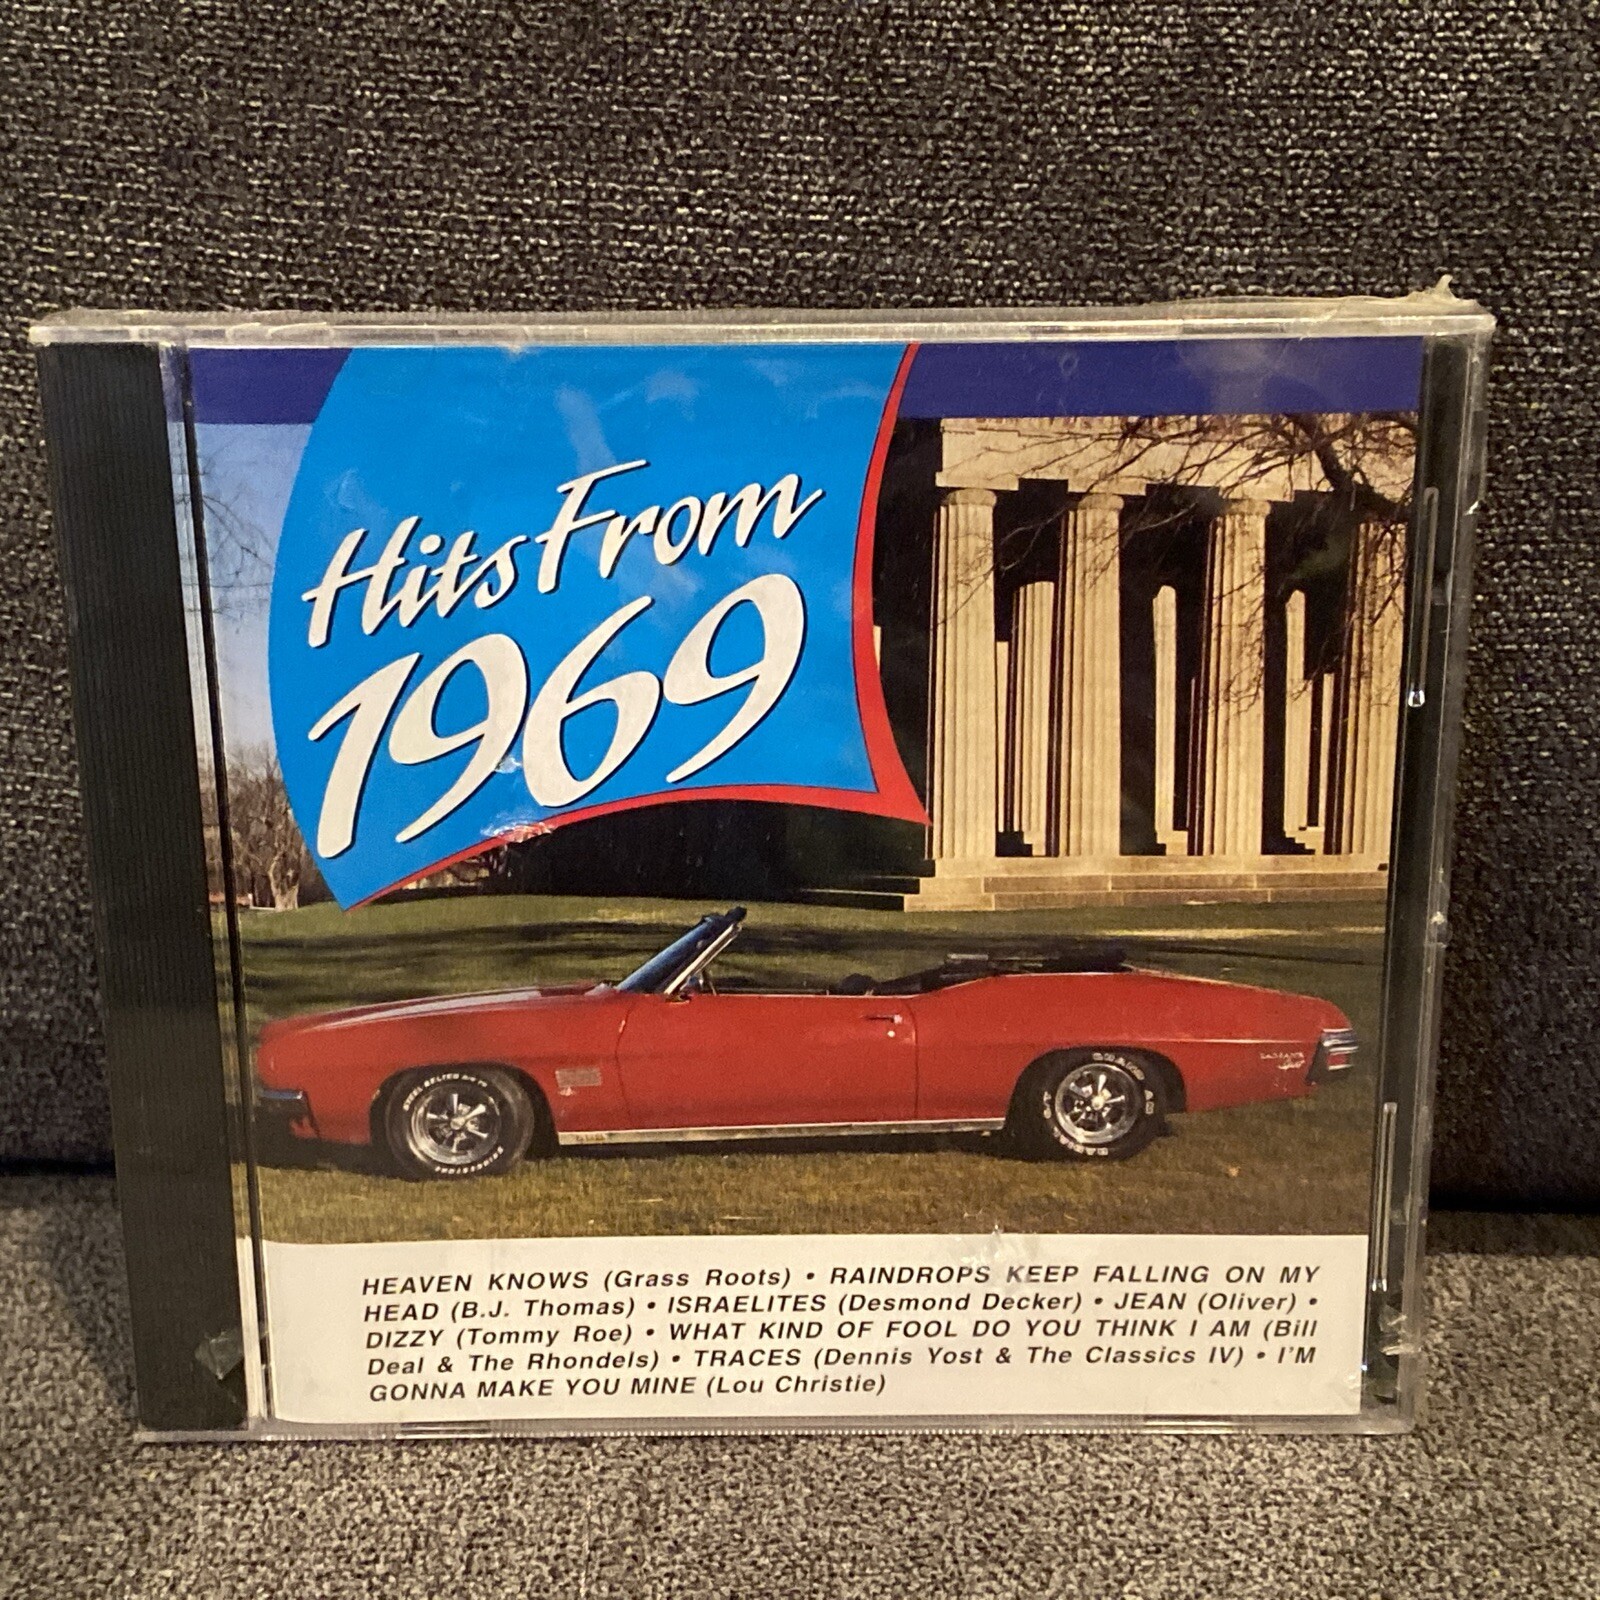 Hits From
1969
HEAVEN KNOWS (Grass Roots) • RAINDROPS KEEP FALLING ON MY
HEAD (B.J. Thomas) • ISRAELITES (Desmond Decker) • JEAN (Oliver) •
DIZZY (Tommy Roe) • WHAT KIND OF FOOL DO YOU THINK I AM (Bill
Deal & The Rhondels) • TRACES (Dennis Yost & The Classics IV) • I'M
GONNA MAKE YOU MINE (Lou Christie)